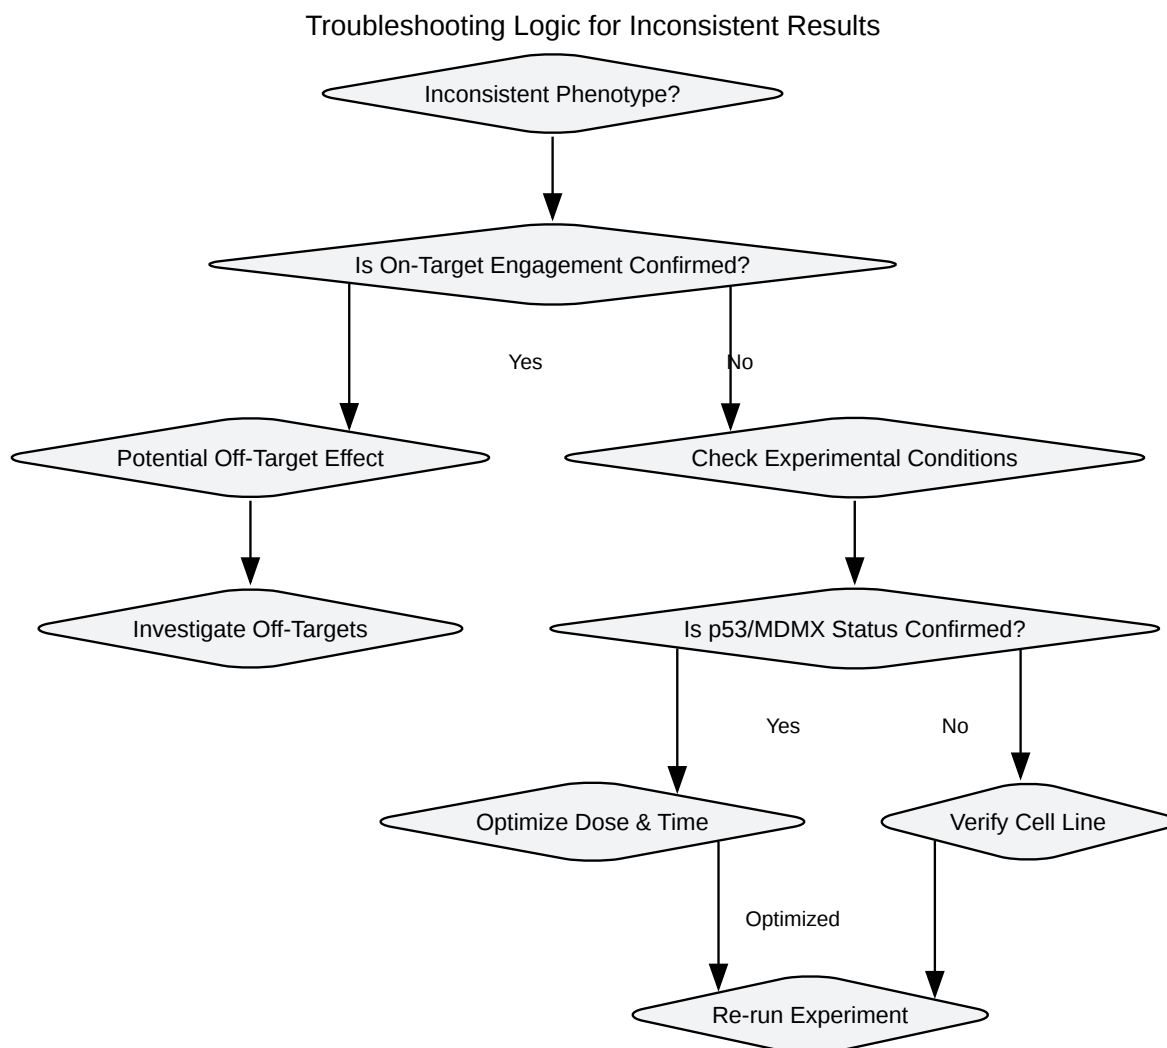 Troubleshooting Logic for Inconsistent Results
Inconsistent Phenotype?
Is On-Target Engagement Confirmed?
Yes
No
Potential Off-Target Effect
Check Experimental Conditions
Investigate Off-Targets
Is p53/MDMX Status Confirmed?
Yes
No
Optimize Dose & Time
Verify Cell Line
Optimized
Re-run Experiment